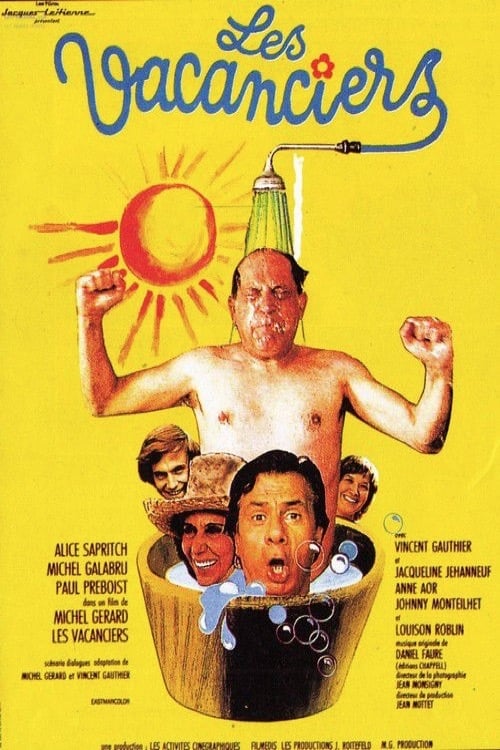 Les Films
Jacques Leitienne
présentent
Les
Vacanciers
ALICE SAPRITCH
MICHEL GALABRU
PAUL PREBOIST
dans un film de
MICHEL GERARD
LES VACANCIERS
scénario dialogues adaptation de
MICHEL GERARD et VINCENT GAUTHIER
EASTMANCOLOR
avec
VINCENT GAUTHIER
et
JACQUELINE JEHANNEUF
ANNE AOR
JOHNNY MONTEILHET
et
LOUISON ROBLIN
musique originale de
DANIEL FAURE
(éditions CHAPPELL)
directeur de la photographie
JEAN MONSIGNY
directeur de production
JEAN MOTTET
une production : LES ACTIVITES CINEGRAPHIQUES FILMEDIS LES PRODUCTIONS J. ROITFELD M.G. PRODUCTION